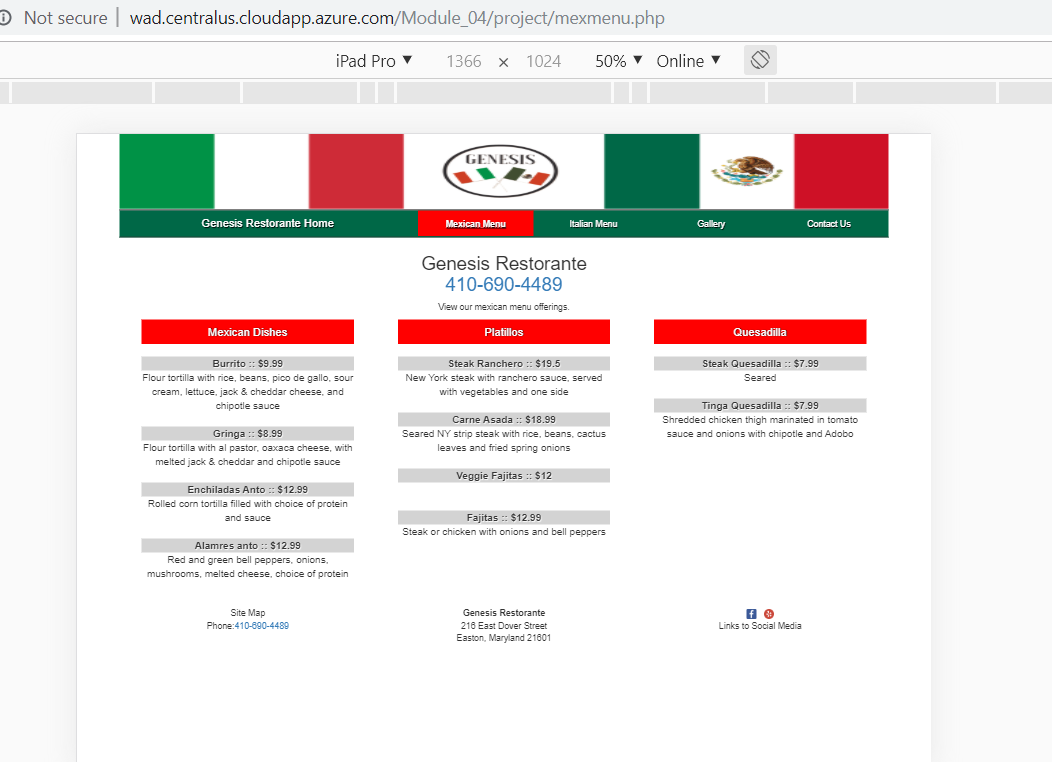 Not secure | wad.centralus.cloudapp.azure.com/Module_04/project/mexmenu.php
iPad Pro ▼ 1366 × 1024 50% ▼ Online ▼
GENESIS
Genesis Restorante Home Mexican Menu Italian Menu Gallery Contact Us
Genesis Restorante
410-690-4489
View our mexican menu offerings.
Mexican Dishes
Burrito :: $9.99
Flour tortilla with rice, beans, pico de gallo, sour
cream, lettuce, jack & cheddar cheese, and
chipotle sauce
Gringa :: $8.99
Flour tortilla with al pastor, oaxaca cheese, with
melted jack & cheddar and chipotle sauce
Enchiladas Anto :: $12.99
Rolled corn tortilla filled with choice of protein
and sauce
Alamres anto :: $12.99
Red and green bell peppers, onions,
mushrooms, melted cheese, choice of protein
Platillos
Steak Ranchero :: $19.5
New York steak with ranchero sauce, served
with vegetables and one side
Carne Asada :: $18.99
Seared NY strip steak with rice, beans, cactus
leaves and fried spring onions
Veggie Fajitas :: $12
Fajitas :: $12.99
Steak or chicken with onions and bell peppers
Quesadilla
Steak Quesadilla :: $7.99
Seared
Tinga Quesadilla :: $7.99
Shredded chicken thigh marinated in tomato
sauce and onions with chipotle and Adobo
Site Map
Phone:410-690-4489
Genesis Restorante
216 East Dover Street
Easton, Maryland 21601
Links to Social Media